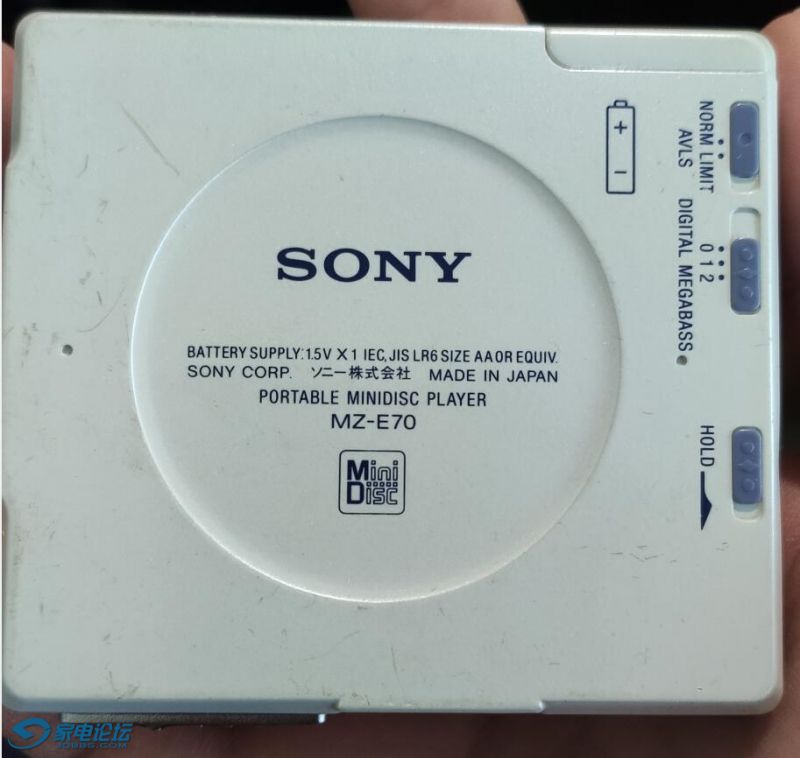 SONY
BATTERY SUPPLY:1.5V X 1 IEC, JIS LR6 SIZE AA OR EQUIV.
SONY CORP. ソニー株式会社 MADE IN JAPAN
PORTABLE MINIDISC PLAYER
MZ-E70
Mini
Disc
+
−
NORM LIMIT
AVLS
0 1 2
DIGITAL MEGABASS
HOLD
家电论坛
JDBBS.COM